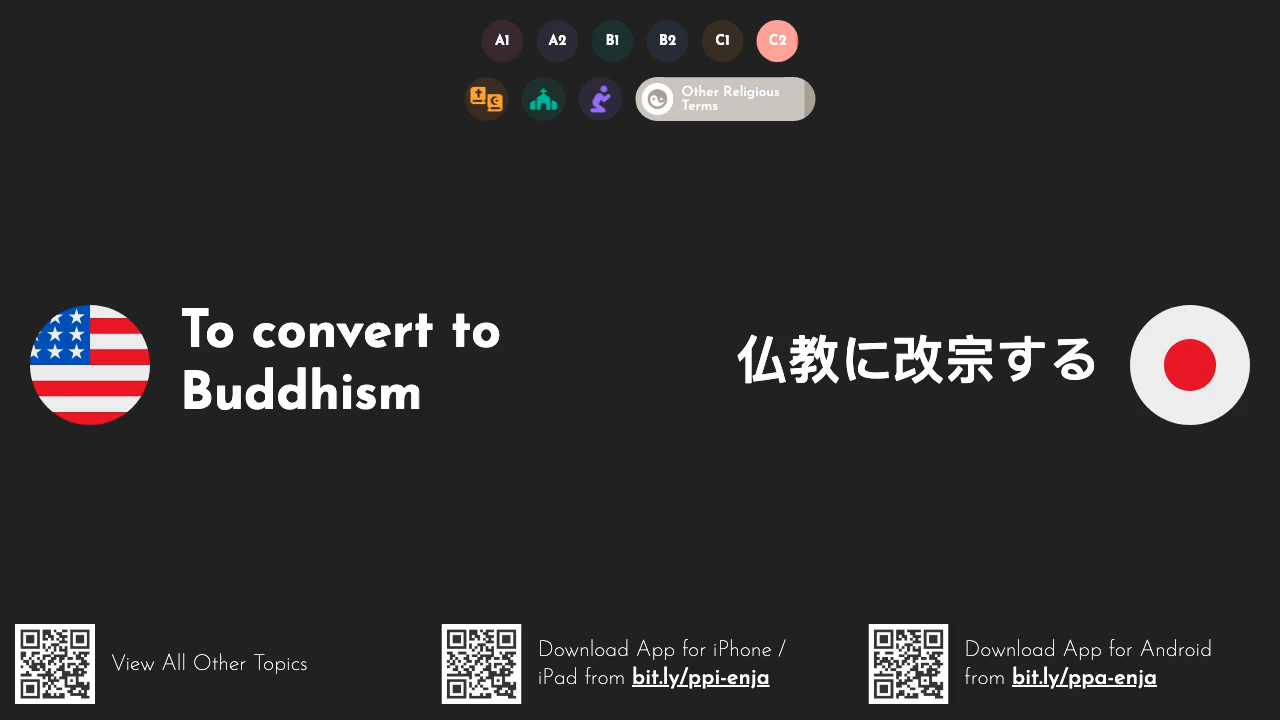 A1 A2 B1 B2 C1 C2
Other Religious
Terms
To convert to
Buddhism
仏教に改宗する
View All Other Topics
Download App for iPhone /
iPad from bit.ly/ppi-enja
Download App for Android
from bit.ly/ppa-enja